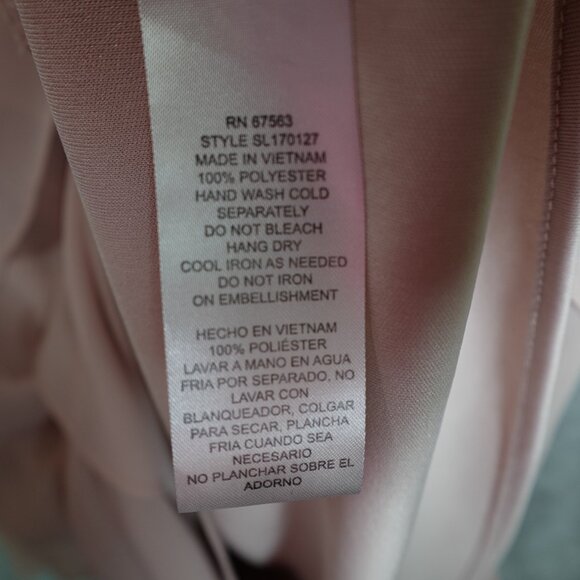 RN 67563
STYLE SL170127
MADE IN VIETNAM
100% POLYESTER
HAND WASH COLD
SEPARATELY
DO NOT BLEACH
HANG DRY
COOL IRON AS NEEDED
DO NOT IRON
ON EMBELLISHMENT
HECHO EN VIETNAM
100% POLIÉSTER
LAVAR A MANO EN AGUA
FRIA POR SEPARADO, NO
LAVAR CON
BLANQUEADOR, COLGAR
PARA SECAR, PLANCHA
FRIA CUANDO SEA
NECESARIO
NO PLANCHAR SOBRE EL
ADORNO